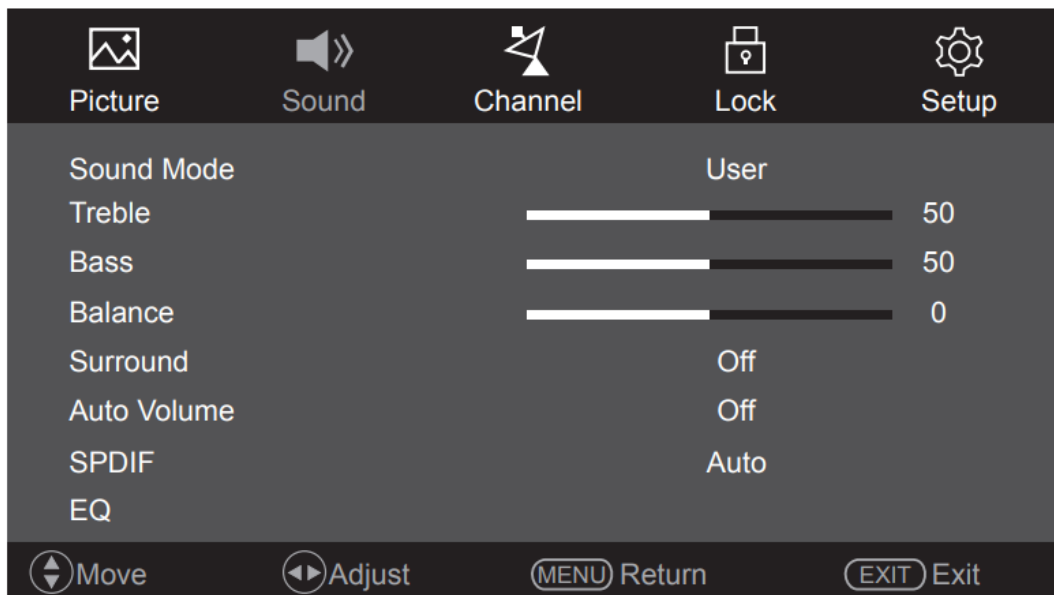 Picture Sound Channel Lock Setup
Sound Mode User
Treble 50
Bass 50
Balance 0
Surround Off
Auto Volume Off
SPDIF Auto
EQ
Move Adjust MENU Return EXIT Exit